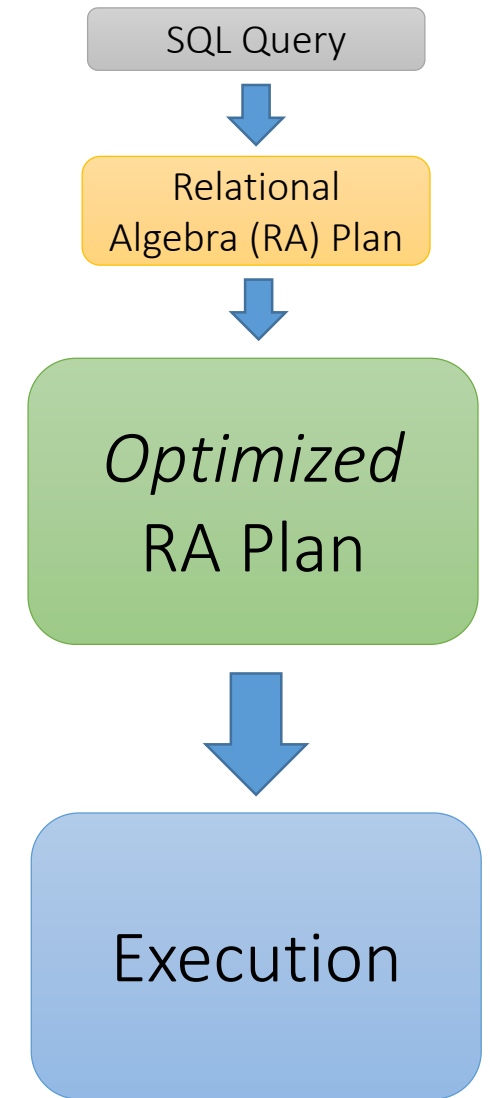 SQL Query
Relational
Algebra (RA) Plan
Optimized
RA Plan
Execution